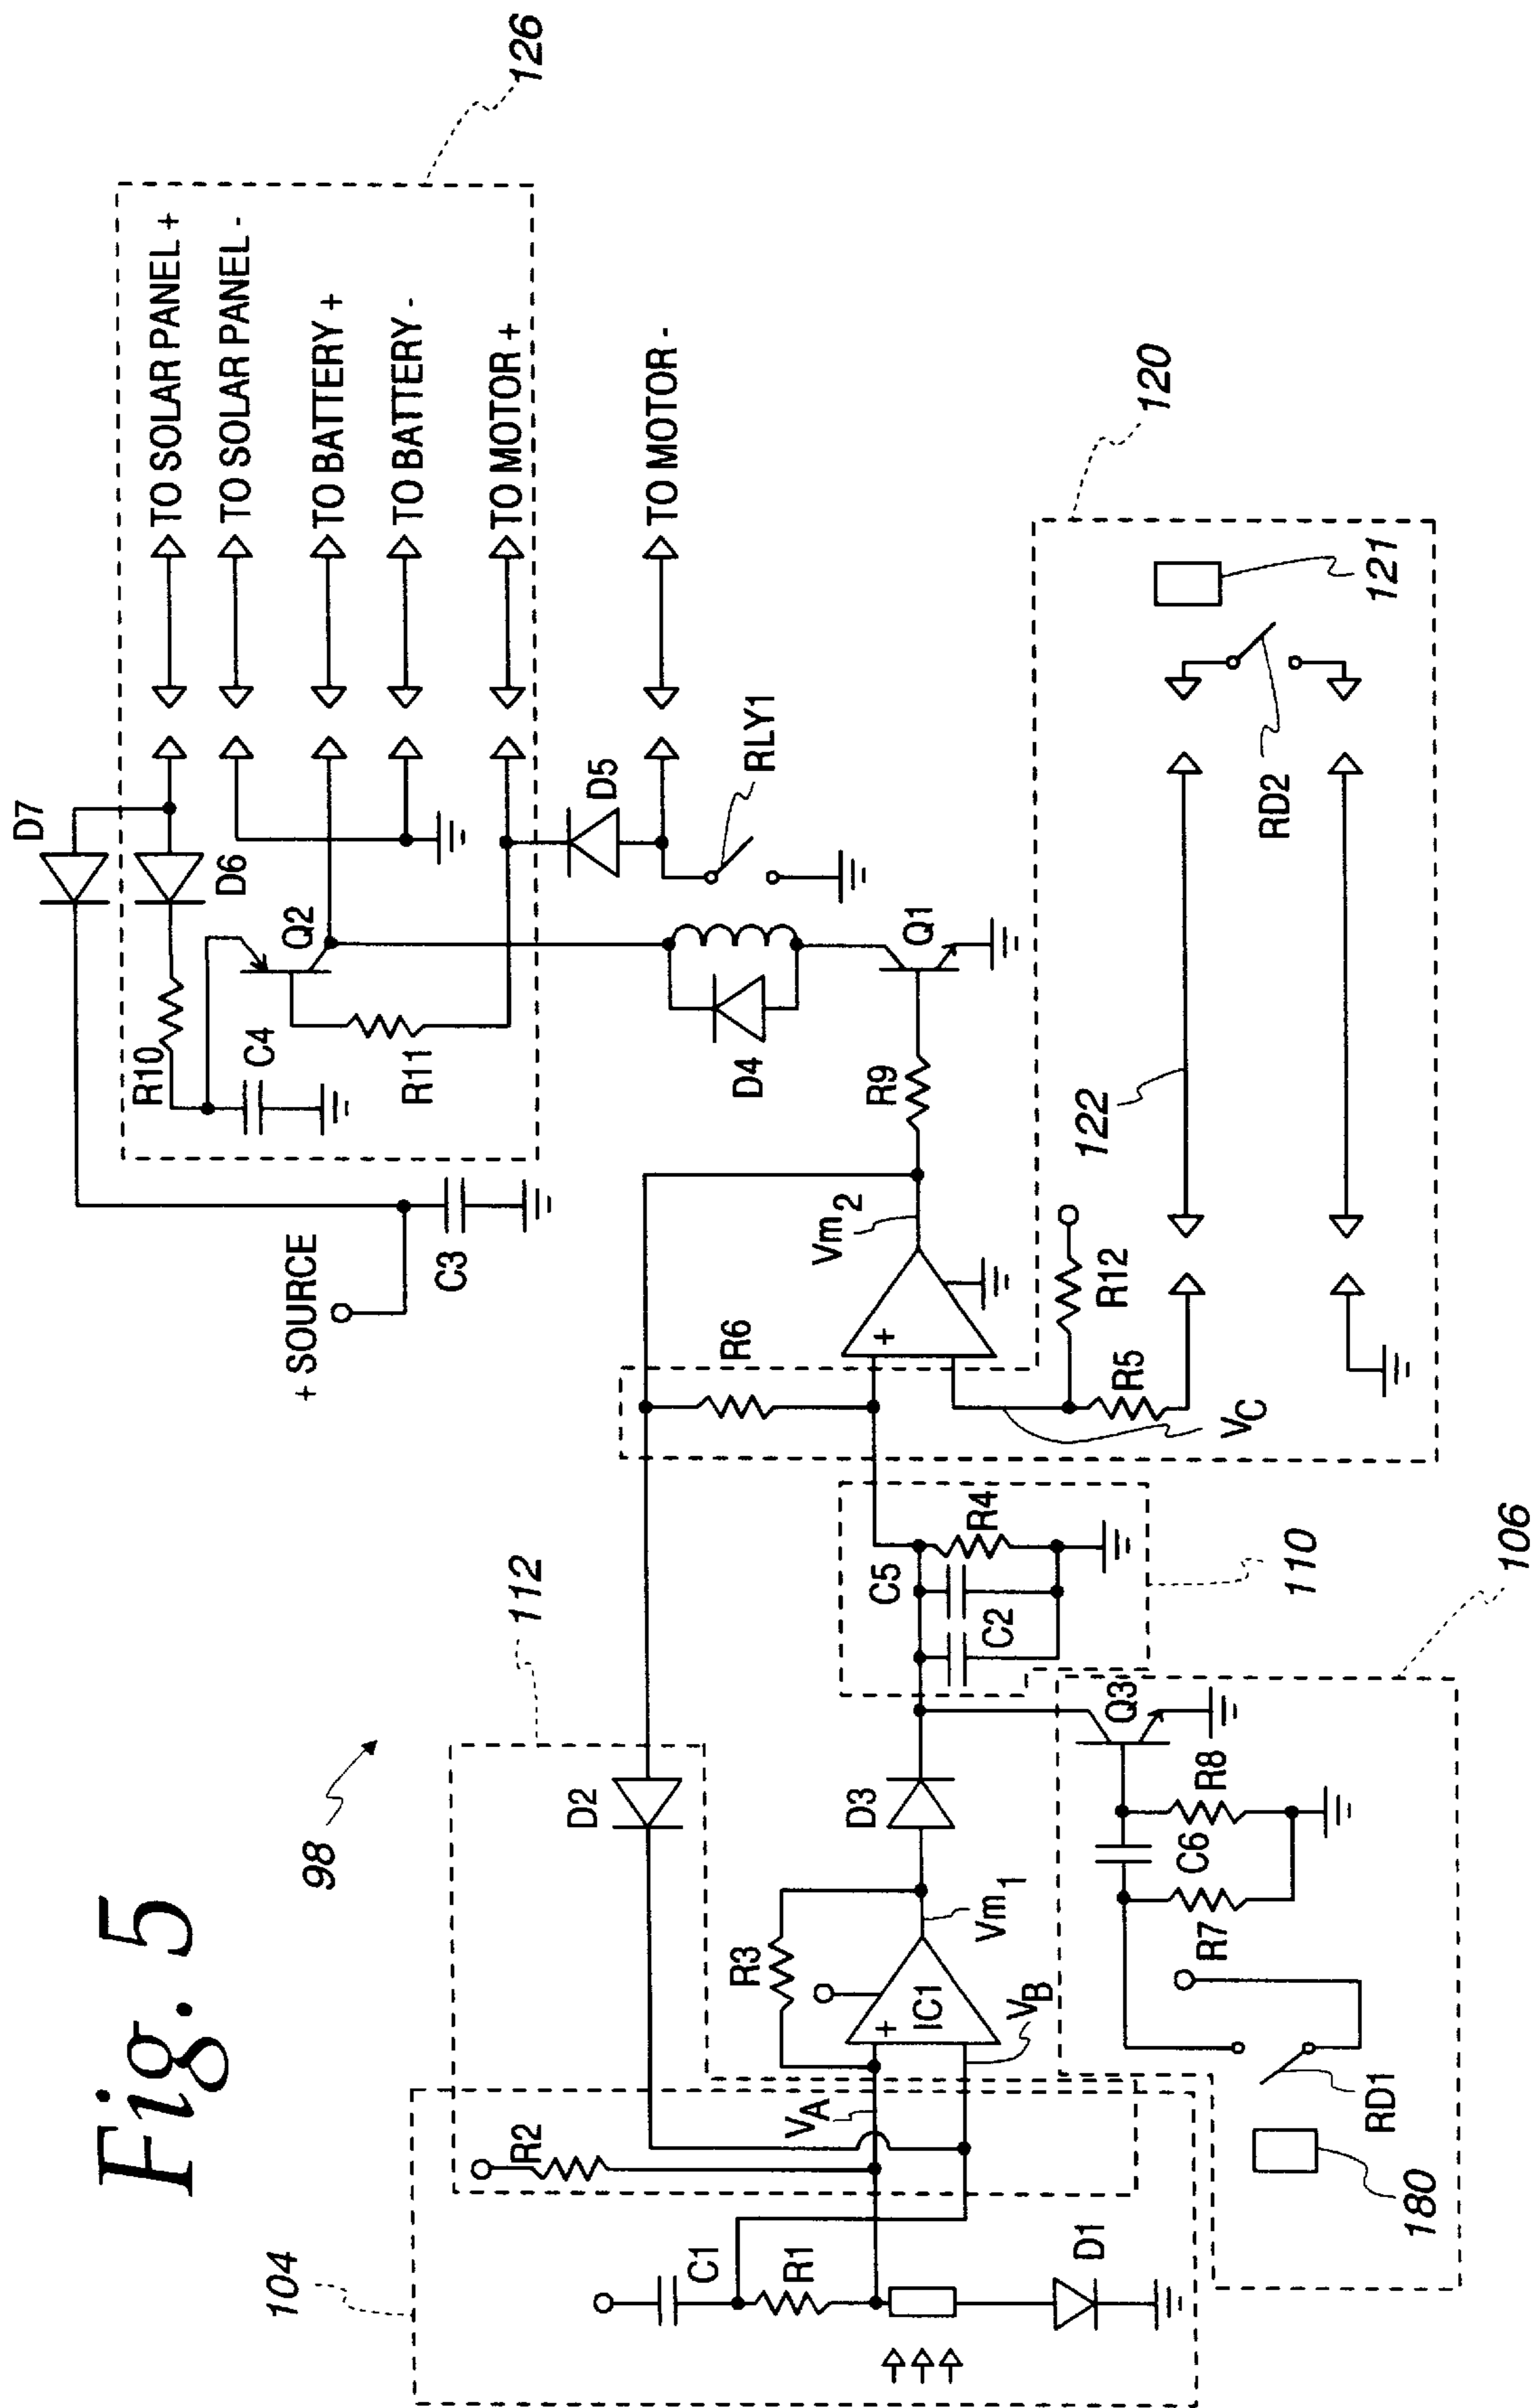 Fig. 5
98
126
D7
TO SOLAR PANEL +
TO SOLAR PANEL -
TO BATTERY +
TO BATTERY -
TO MOTOR +
TO MOTOR -
D6
R10
C4
Q2
R11
D5
RLY1
+ SOURCE
C3
D4
Q1
R9
112
D2
R6
Vm2
120
104
R2
C1
R1
D1
VA
VB
R3
+
IC1
Vm1
D3
C5
C2
R4
110
+
VC
R12
R5
122
RD2
121
Q3
R8
C6
R7
RD1
180
106